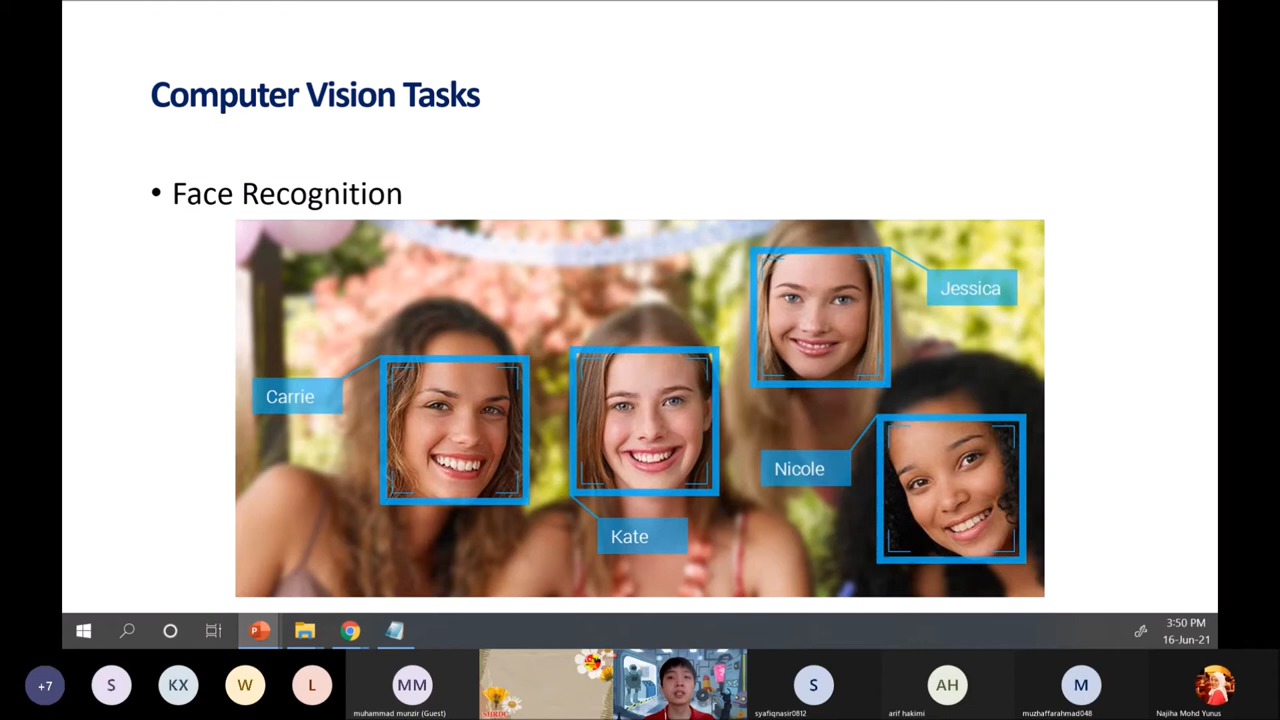 Computer Vision Tasks
• Face Recognition
Jessica
Carrie
Nicole
Kate
3:50 PM
16-Jun-21
+7
S
KX
W
L
MM
S
AH
M
muhammad munzir (Guest)
SHRDC
syafiqnasir0812
arif hakimi
muzhaffarahmad048
Najiha Mohd Yunus